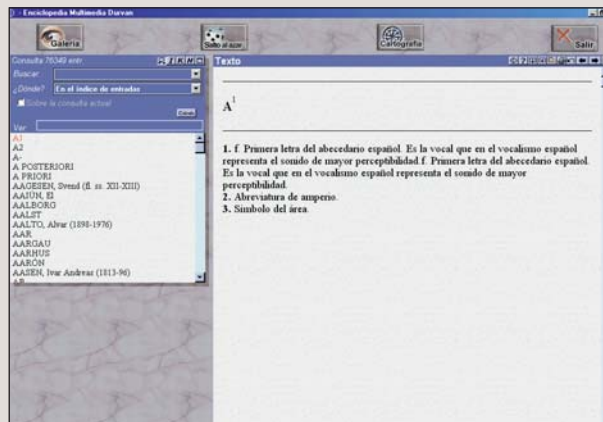 - Enciclopedia Multimedia Durvan
Galería
Salto al azar
Cartografía
Salir
Consulta 76349 entr.
Buscar
¿Dónde? En el índice de entradas
Sobre la consulta actual
Ver
A1
A2
A-
A POSTERIORI
A PRIORI
AAGESEN, Svend (fl. ss. XII-XIII)
AAIÚN, El
AALBORG
AALST
AALTO, Alvar (1898-1976)
AAR
AARGAU
AARHUS
AARÓN
AASEN, Ivar Andreas (1813-96)
Texto
A1
1. f. Primera letra del abecedario español. Es la vocal que en el vocalismo español
representa el sonido de mayor perceptibilidad.f. Primera letra del abecedario español.
Es la vocal que en el vocalismo español representa el sonido de mayor
perceptibilidad.
2. Abreviatura de amperio.
3. Símbolo del área.